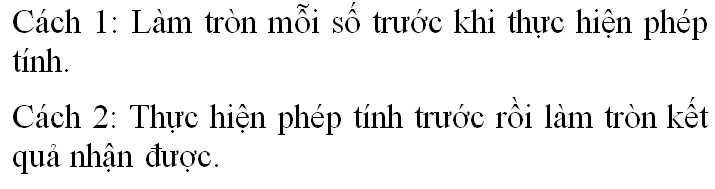 Cách 1: Làm tròn mỗi số trước khi thực hiện phép
tính.
Cách 2: Thực hiện phép tính trước rồi làm tròn kết
quả nhận được.